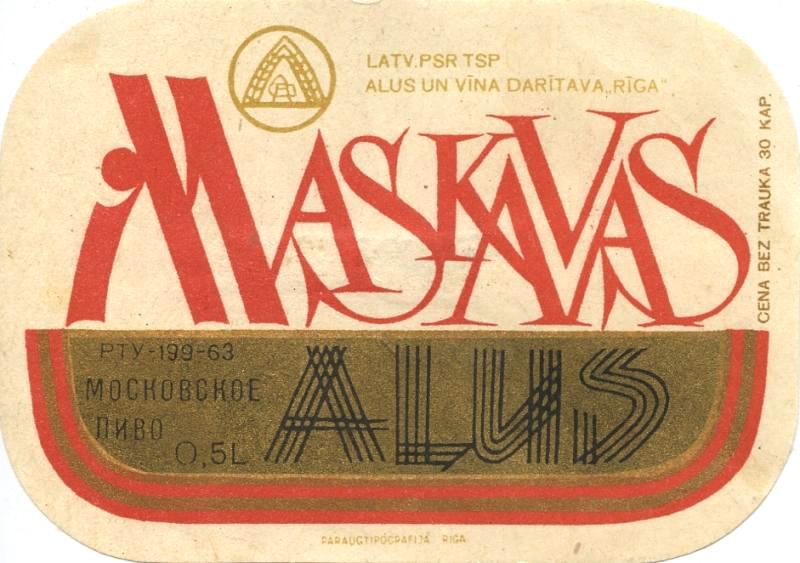 LATV.PSR TSP
ALUS UN VĪNA DARĪTAVA „RĪGA“
MASKAVAS
CENA BEZ TRAUKA 30 KAP.
РТУ-199-63
МОСКОВСКОЕ
ПИВО
0,5L
ALUS
PARAUGTIPOGRAFIJA RIGA